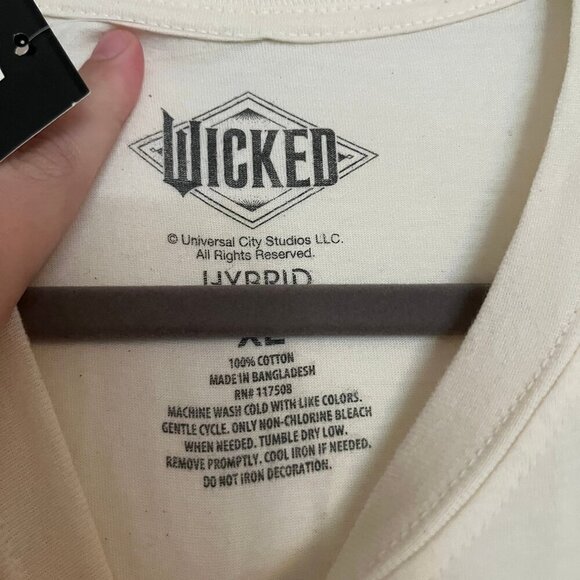 WICKED
© Universal City Studios LLC.
All Rights Reserved.
HYBRID
XL
100% COTTON
MADE IN BANGLADESH
RN# 117508
MACHINE WASH COLD WITH LIKE COLORS.
GENTLE CYCLE. ONLY NON-CHLORINE BLEACH
WHEN NEEDED. TUMBLE DRY LOW.
REMOVE PROMPTLY. COOL IRON IF NEEDED.
DO NOT IRON DECORATION.